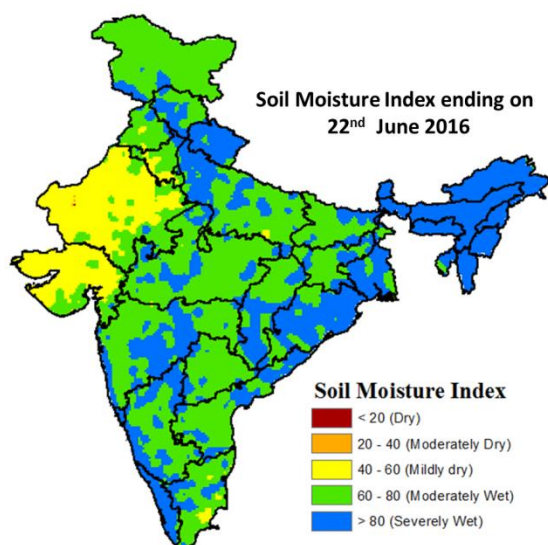 Soil Moisture Index ending on
22nd June 2016
Soil Moisture Index
< 20 (Dry)
20 - 40 (Moderately Dry)
40 - 60 (Mildly dry)
60 - 80 (Moderately Wet)
> 80 (Severely Wet)